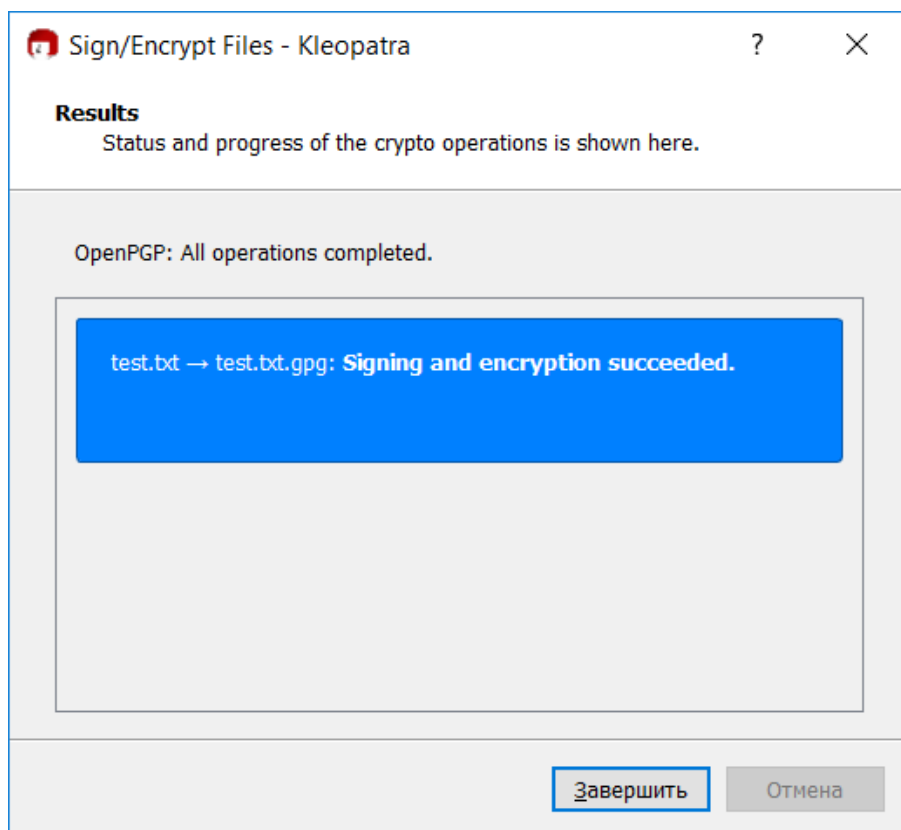 Sign/Encrypt Files - Kleopatra
Results
Status and progress of the crypto operations is shown here.
OpenPGP: All operations completed.
test.txt → test.txt.gpg: Signing and encryption succeeded.
Завершить Отмена